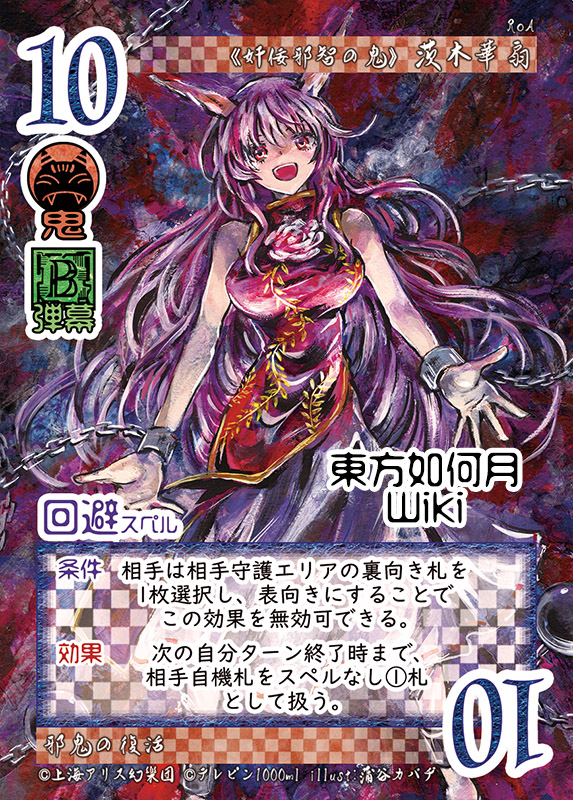 RoA
《奸佞邪智の鬼》 茨木華扇
10
鬼
B
弾幕
東方如何月
Wiki
回避スペル
条件 相手は相手守護エリアの裏向き札を
1枚選択し、表向きにすることで
この効果を無効可できる。
効果 次の自分ターン終了時まで、
相手自機札をスペルなし①札
として扱う。
10
邪鬼の復活
©上海アリス幻樂団 ©テレピン1000ml illust:蒲谷カバヂ